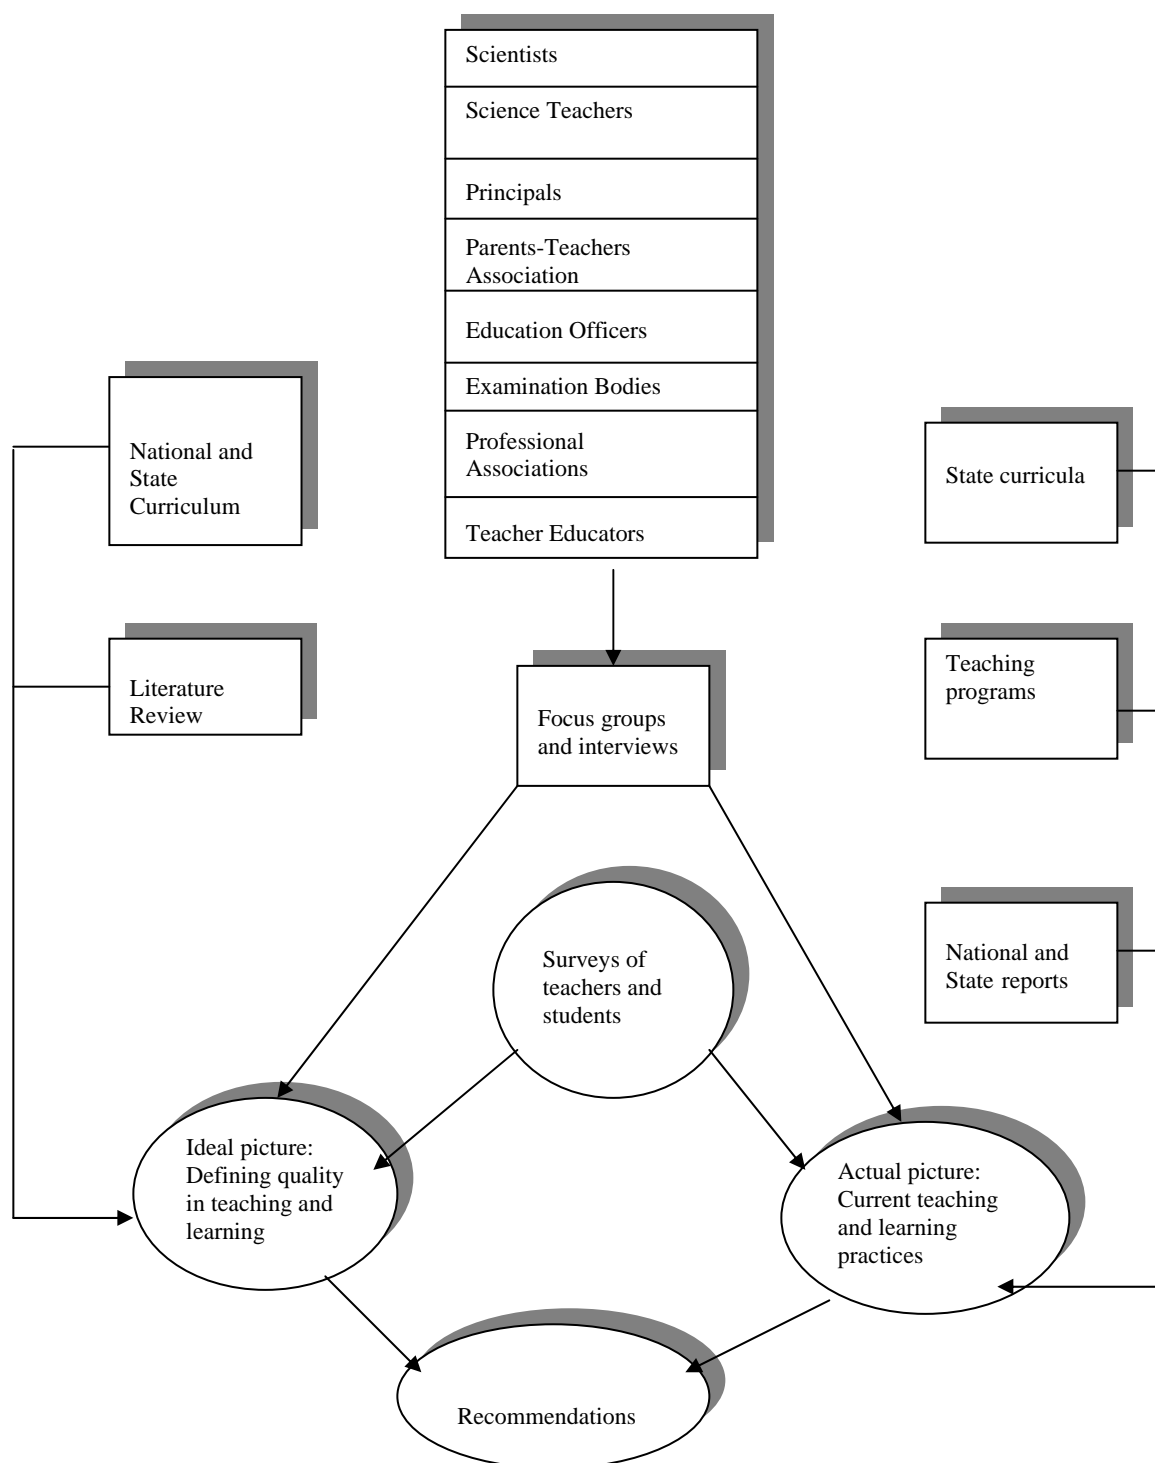 Scientists
Science Teachers
Principals
Parents-Teachers
Association
Education Officers
Examination Bodies
Professional
Associations
Teacher Educators
National and
State
Curriculum
Literature
Review
State curricula
Teaching
programs
National and
State reports
Focus groups
and interviews
Surveys of
teachers and
students
Ideal picture:
Defining quality
in teaching and
learning
Actual picture:
Current teaching
and learning
practices
Recommendations